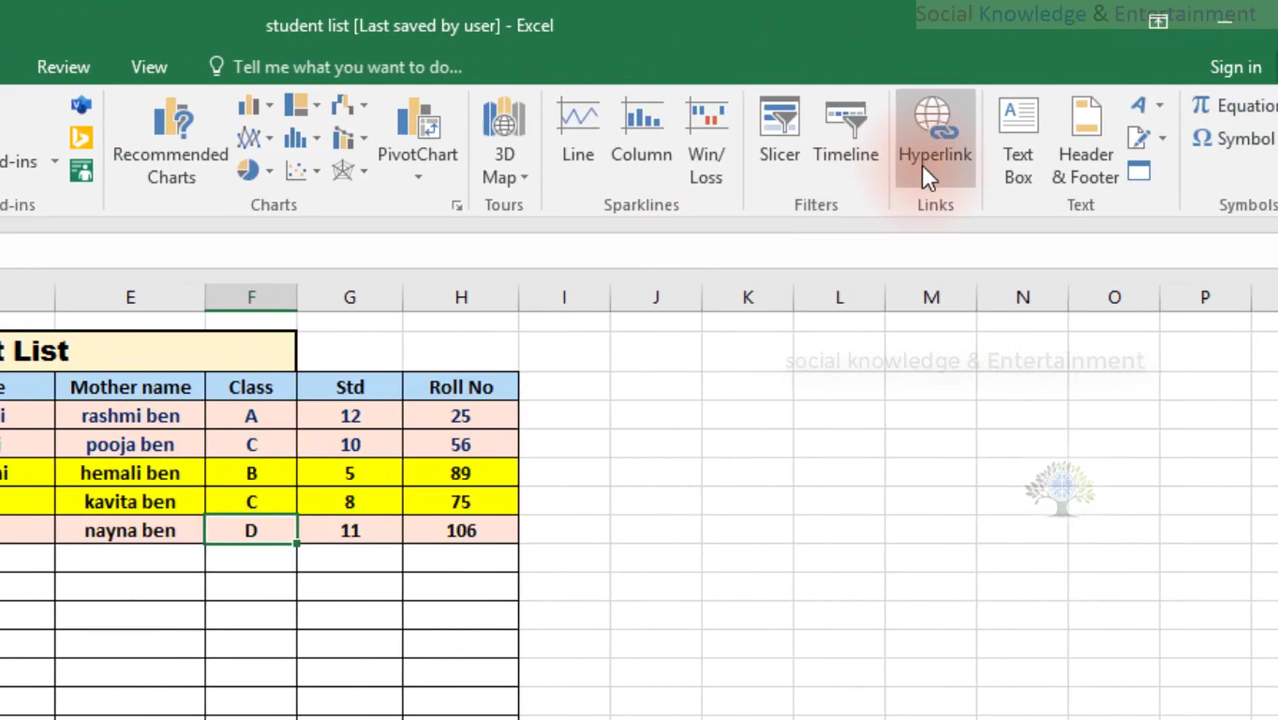 student list [Last saved by user] - Excel
Social Knowledge & Entertainment
Review View Tell me what you want to do... Sign in
d-ins
Recommended Charts
PivotChart
3D Map
Line
Column
Win/ Loss
Slicer
Timeline
Hyperlink
Text Box
Header & Footer
Equatio
Symbol
d-ins Charts Tours Sparklines Filters Links Text Symbols
E F G H I J K L M N O P
t List
social knowledge & Entertainment
e Mother name Class Std Roll No
i rashmi ben A 12 25
i pooja ben C 10 56
ni hemali ben B 5 89
kavita ben C 8 75
nayna ben D 11 106